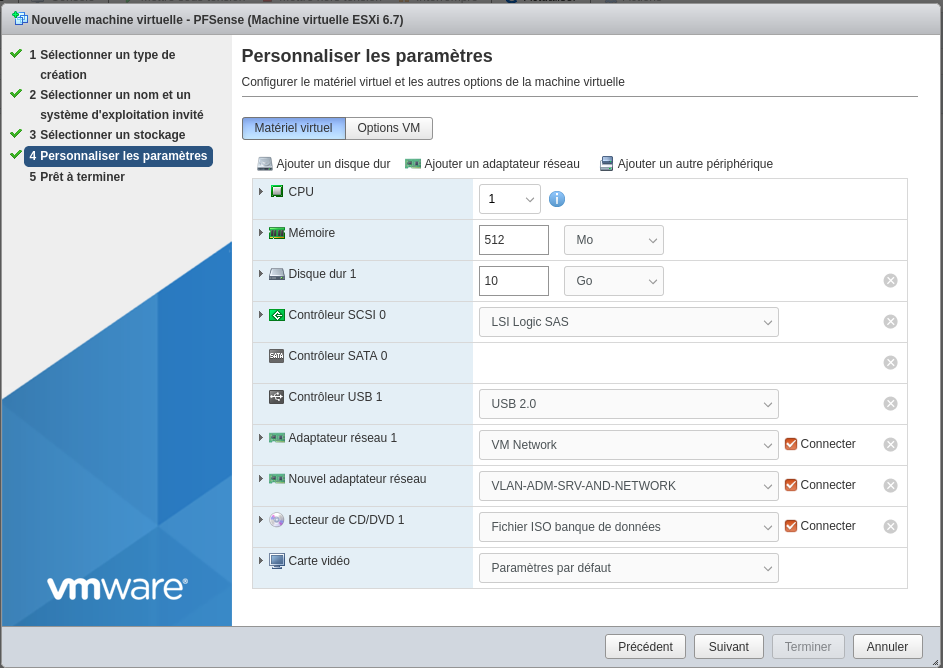 Nouvelle machine virtuelle - PFSense (Machine virtuelle ESXi 6.7)
1 Sélectionner un type de
création
2 Sélectionner un nom et un
système d'exploitation invité
3 Sélectionner un stockage
4 Personnaliser les paramètres
5 Prêt à terminer
vmware®
Personnaliser les paramètres
Configurer le matériel virtuel et les autres options de la machine virtuelle
Matériel virtuel Options VM
Ajouter un disque dur Ajouter un adaptateur réseau Ajouter un autre périphérique
CPU 1 i
Mémoire 512 Mo
Disque dur 1 10 Go
Contrôleur SCSI 0 LSI Logic SAS
SATA Contrôleur SATA 0
Contrôleur USB 1 USB 2.0
Adaptateur réseau 1 VM Network Connecter
Nouvel adaptateur réseau VLAN-ADM-SRV-AND-NETWORK Connecter
Lecteur de CD/DVD 1 Fichier ISO banque de données Connecter
Carte vidéo Paramètres par défaut
Précédent Suivant Terminer Annuler